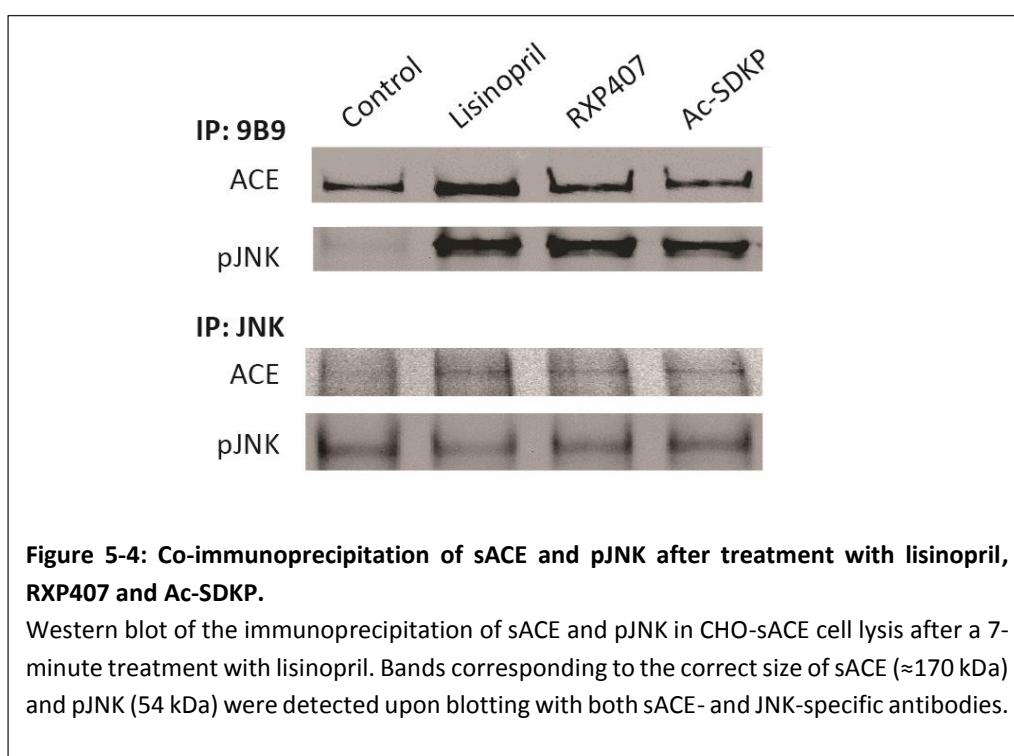 Control Lisinopril RXP407 Ac-SDKP
IP: 9B9
ACE
pJNK
IP: JNK
ACE
pJNK
Figure 5-4: Co-immunoprecipitation of sACE and pJNK after treatment with lisinopril,
RXP407 and Ac-SDKP.
Western blot of the immunoprecipitation of sACE and pJNK in CHO-sACE cell lysis after a 7-
minute treatment with lisinopril. Bands corresponding to the correct size of sACE (≈170 kDa)
and pJNK (54 kDa) were detected upon blotting with both sACE- and JNK-specific antibodies.